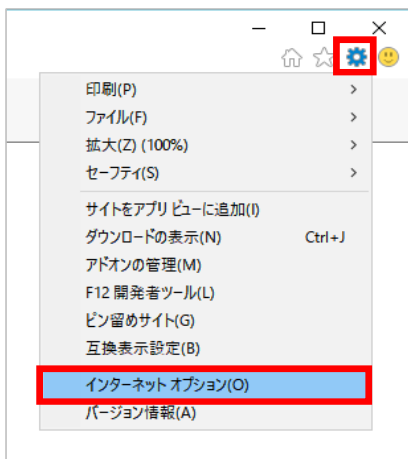 印刷(P)
ファイル(F)
拡大(Z) (100%)
セーフティ(S)
サイトをアプリ ビューに追加(I)
ダウンロードの表示(N) Ctrl+J
アドオンの管理(M)
F12 開発者ツール(L)
ピン留めサイト(G)
互換表示設定(B)
インターネット オプション(O)
バージョン情報(A)